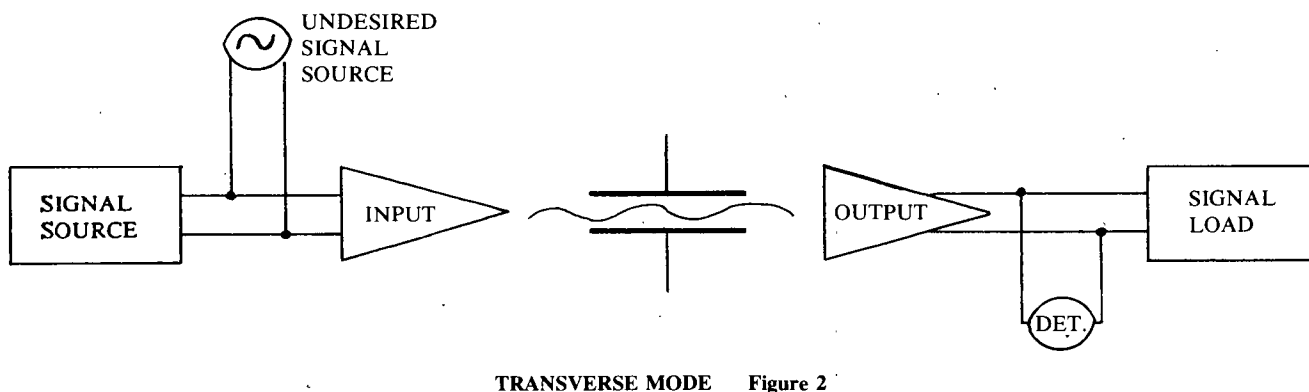 UNDESIRED
SIGNAL
SOURCE
SIGNAL
SOURCE
INPUT
OUTPUT
SIGNAL
LOAD
DET.
TRANSVERSE MODE Figure 2